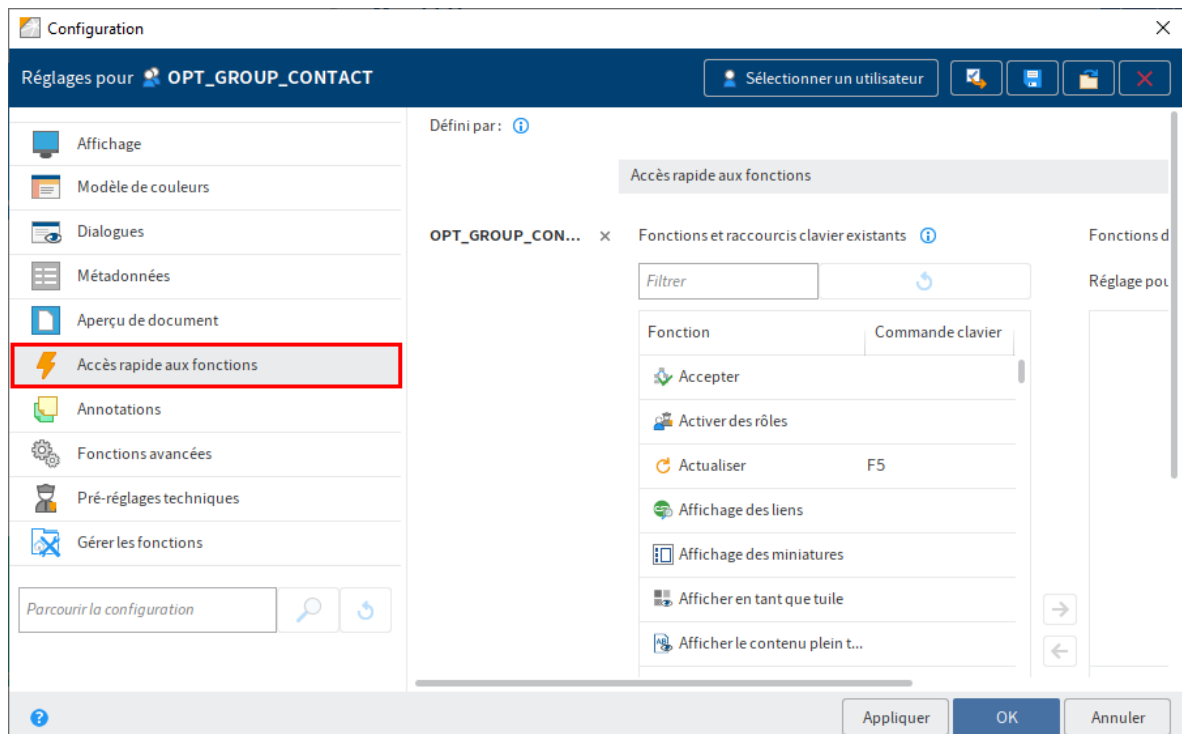 Configuration
Réglages pour OPT_GROUP_CONTACT
Sélectionner un utilisateur
Affichage
Modèle de couleurs
Dialogues
Métadonnées
Aperçu de document
Accès rapide aux fonctions
Annotations
Fonctions avancées
Pré-réglages techniques
Gérer les fonctions
Parcourir la configuration
Défini par :
Accès rapide aux fonctions
OPT_GROUP_CON...
Fonctions et raccourcis clavier existants
Fonctions d
Filtrer
Réglage pou
Fonction Commande clavier
Accepter
Activer des rôles
Actualiser F5
Affichage des liens
Affichage des miniatures
Afficher en tant que tuile
Afficher le contenu plein t...
Appliquer OK Annuler